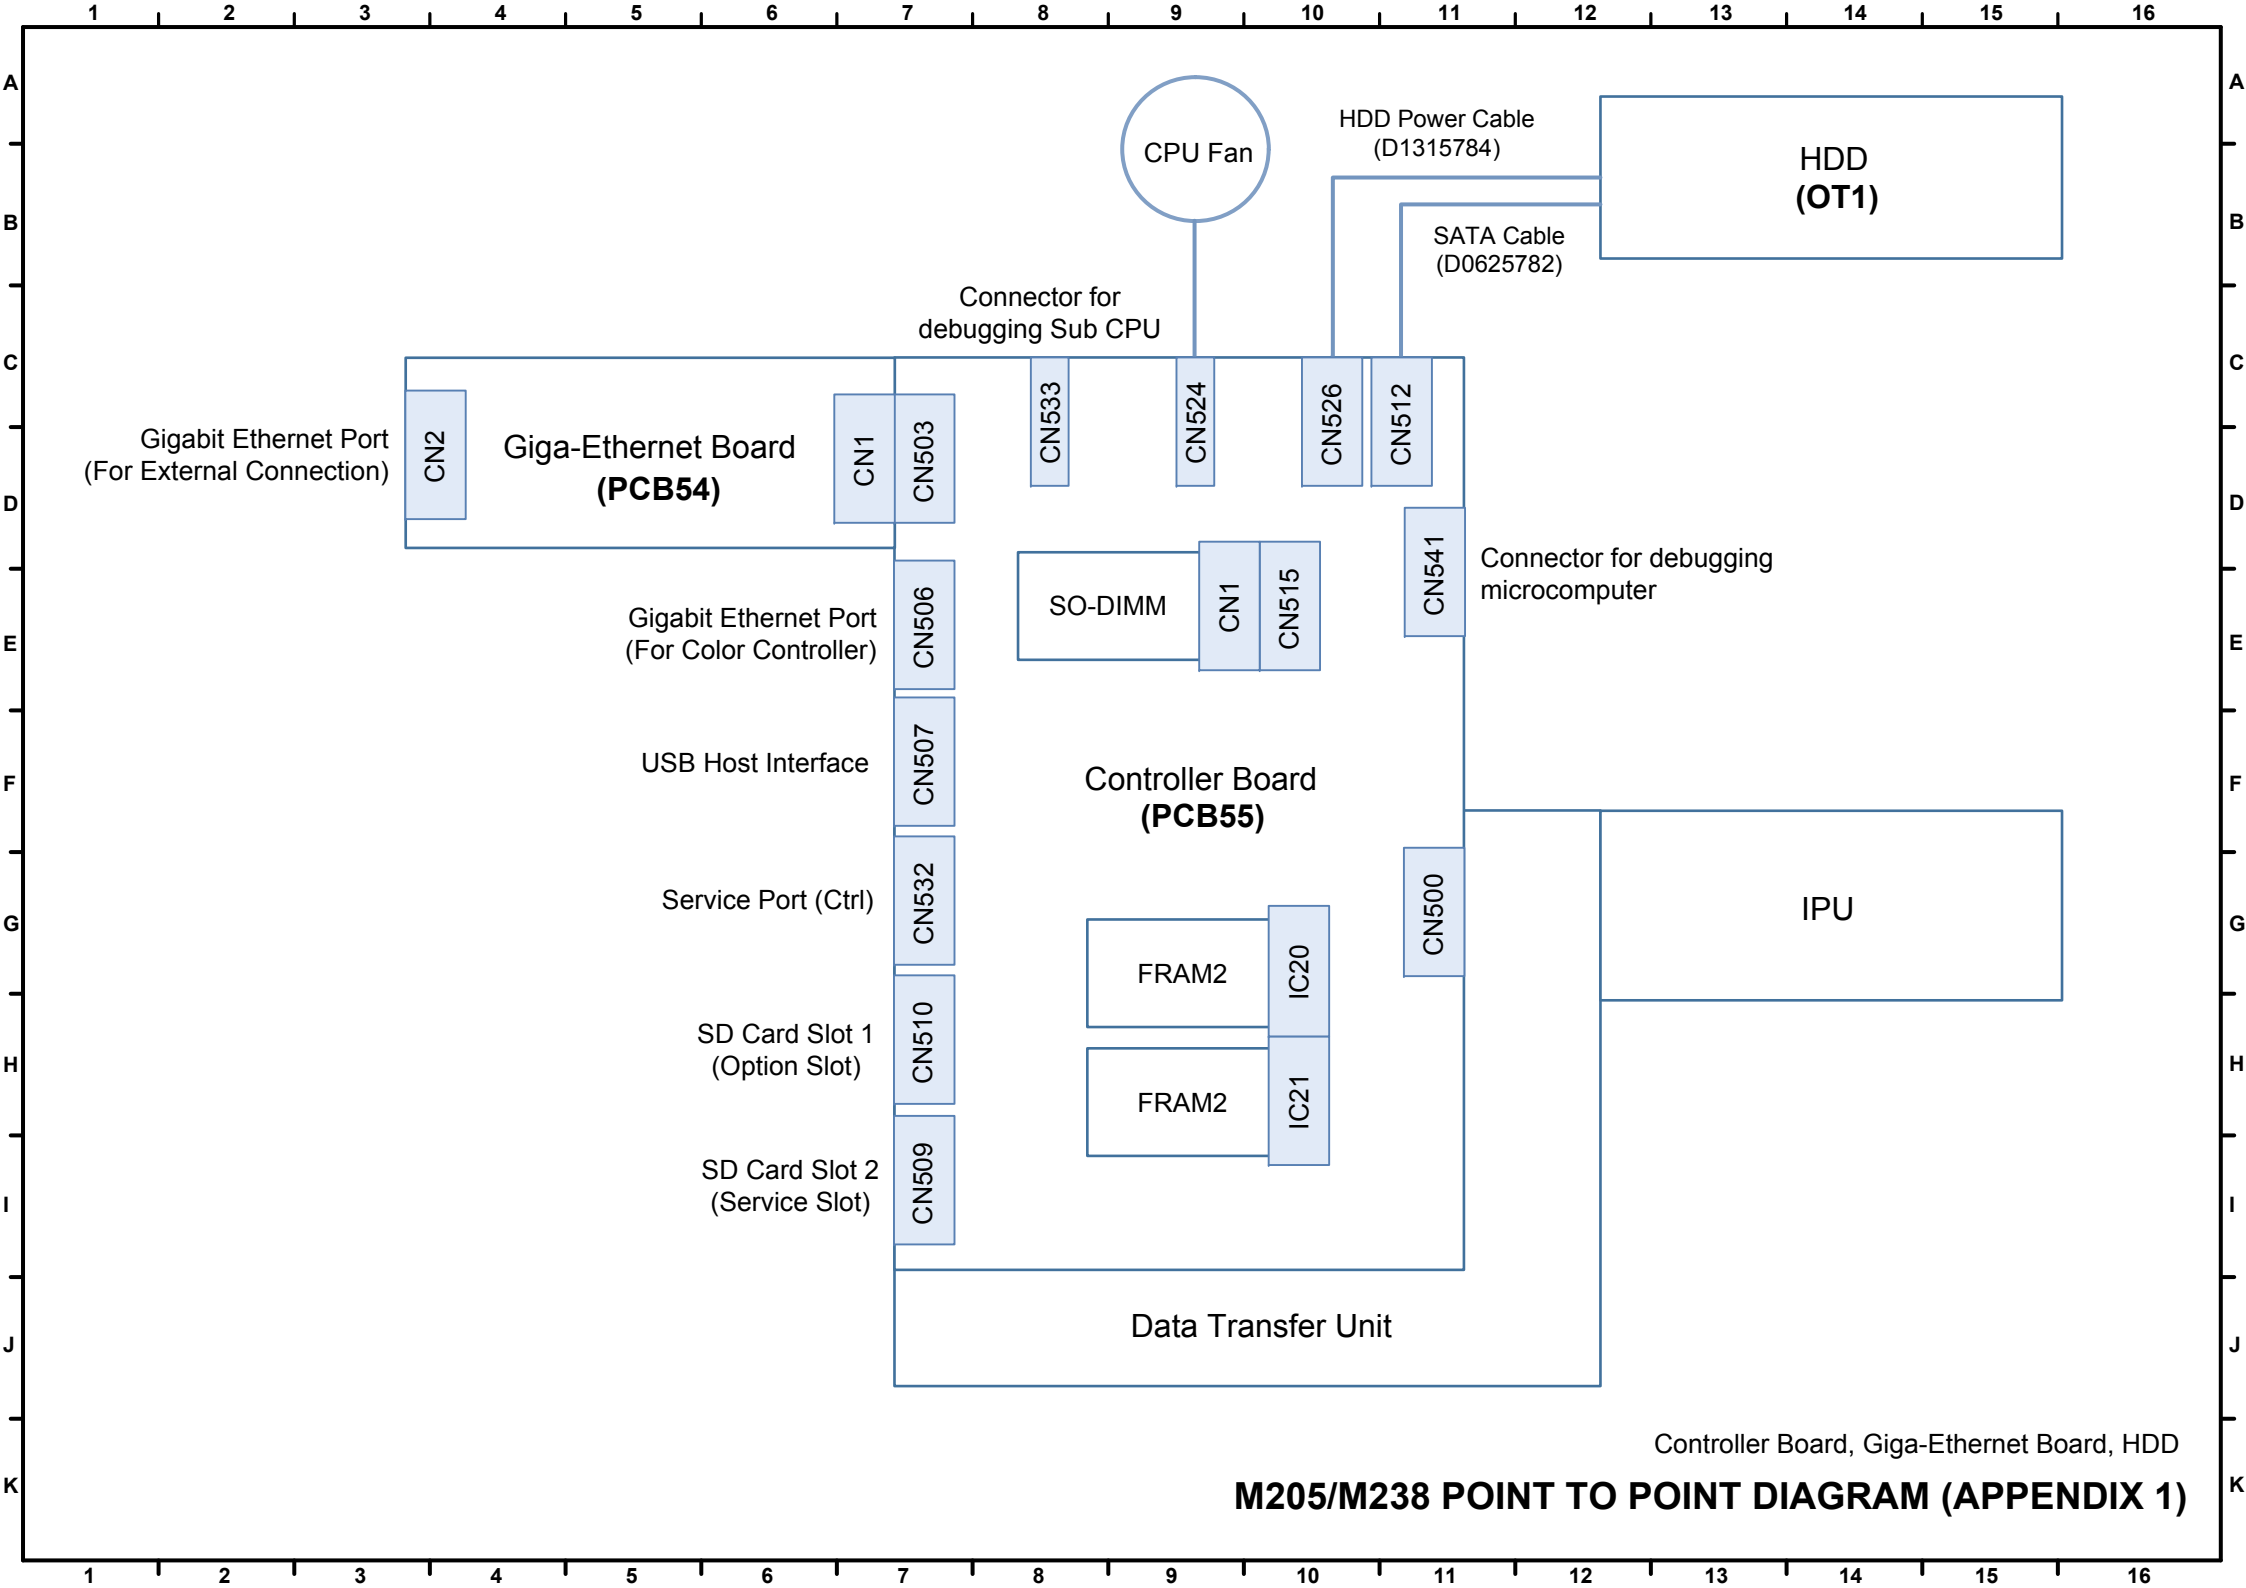 1 2 3 4 5 6 7 8 9 10 11 12 13 14 15 16
A A
CPU Fan
HDD Power Cable
(D1315784)
HDD
(OT1)
B B
SATA Cable
(D0625782)
Connector for
debugging Sub CPU
C C
CN533
CN524
CN526
CN512
Gigabit Ethernet Port
(For External Connection)
CN2
Giga-Ethernet Board
(PCB54)
CN1
CN503
D D
CN541
Connector for debugging
microcomputer
SO-DIMM
CN1
CN515
Gigabit Ethernet Port
(For Color Controller)
CN506
E E
USB Host Interface
CN507
Controller Board
(PCB55)
F F
Service Port (Ctrl)
CN532
CN500
IPU
G G
FRAM2
IC20
SD Card Slot 1
(Option Slot)
CN510
H H
FRAM2
IC21
SD Card Slot 2
(Service Slot)
CN509
I I
Data Transfer Unit
J J
Controller Board, Giga-Ethernet Board, HDD
K K
M205/M238 POINT TO POINT DIAGRAM (APPENDIX 1)
1 2 3 4 5 6 7 8 9 10 11 12 13 14 15 16